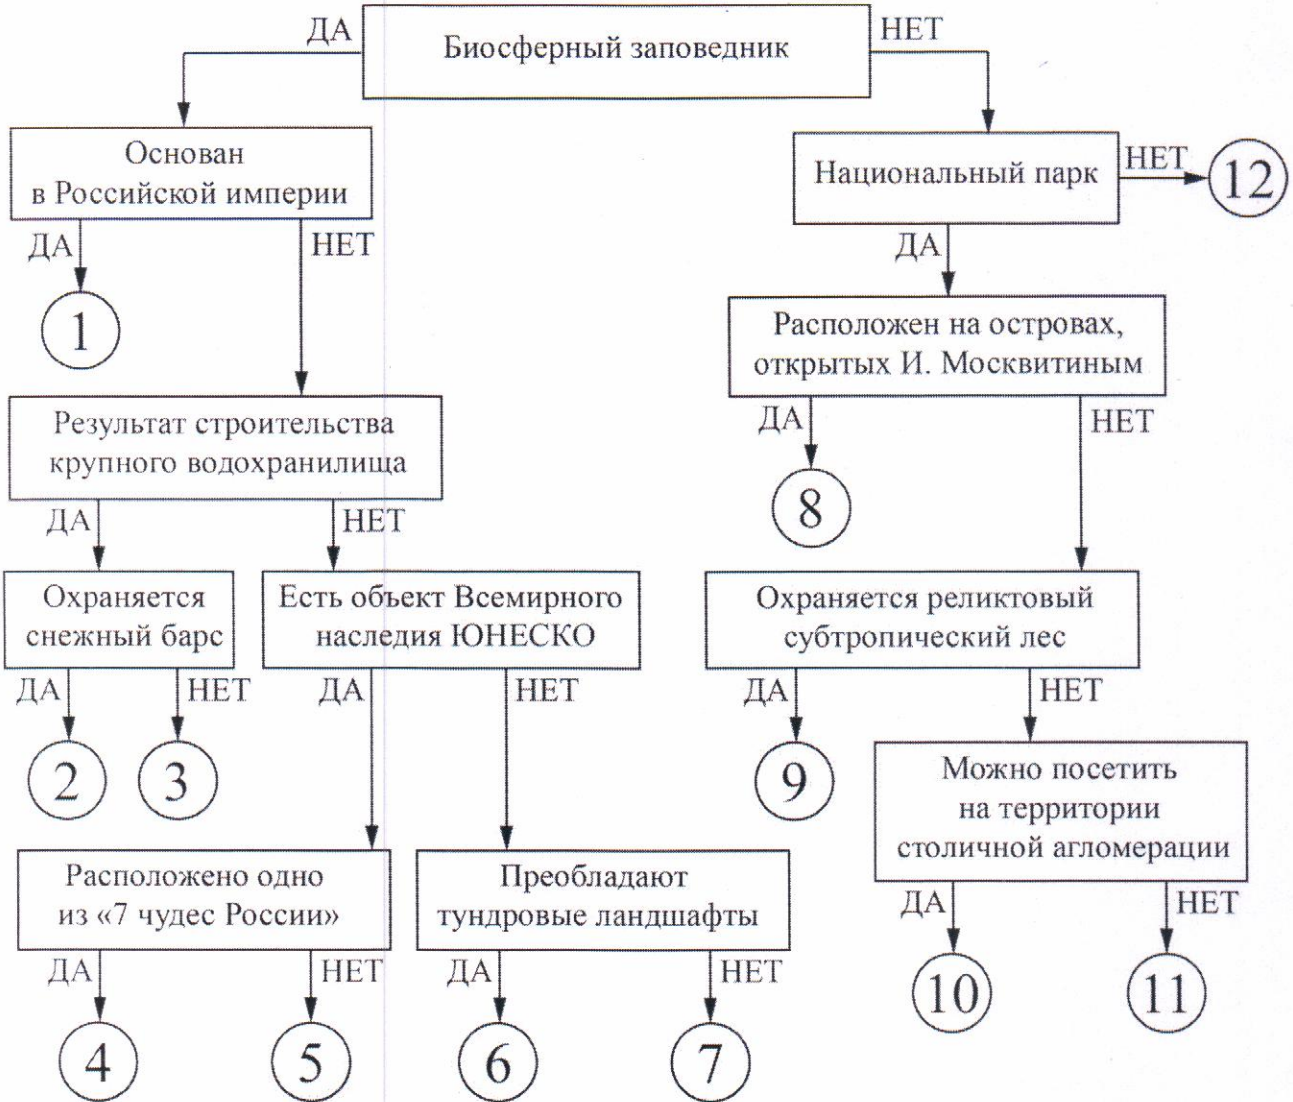 Биосферный заповедник
ДА
НЕТ
Основан
в Российской империи
Национальный парк
НЕТ
12
ДА
НЕТ
ДА
1
Расположен на островах,
открытых И. Москвитиным
Результат строительства
крупного водохранилища
ДА
НЕТ
8
ДА
НЕТ
Охраняется
снежный барс
Есть объект Всемирного
наследия ЮНЕСКО
Охраняется реликтовый
субтропический лес
ДА
НЕТ
ДА
НЕТ
ДА
НЕТ
2
3
9
Можно посетить
на территории
столичной агломерации
Расположено одно
из «7 чудес России»
Преобладают
тундровые ландшафты
ДА
НЕТ
ДА
НЕТ
ДА
НЕТ
10
11
4
5
6
7